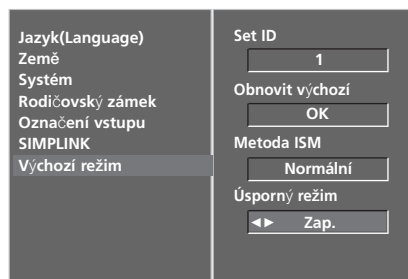 Jazyk(Language)
Země
Systém
Rodičovský zámek
Označení vstupu
SIMPLINK
Výchozí režim
Set ID
1
Obnovit výchozí
OK
Metoda ISM
Normální
Úsporný režim
◄► Zap.